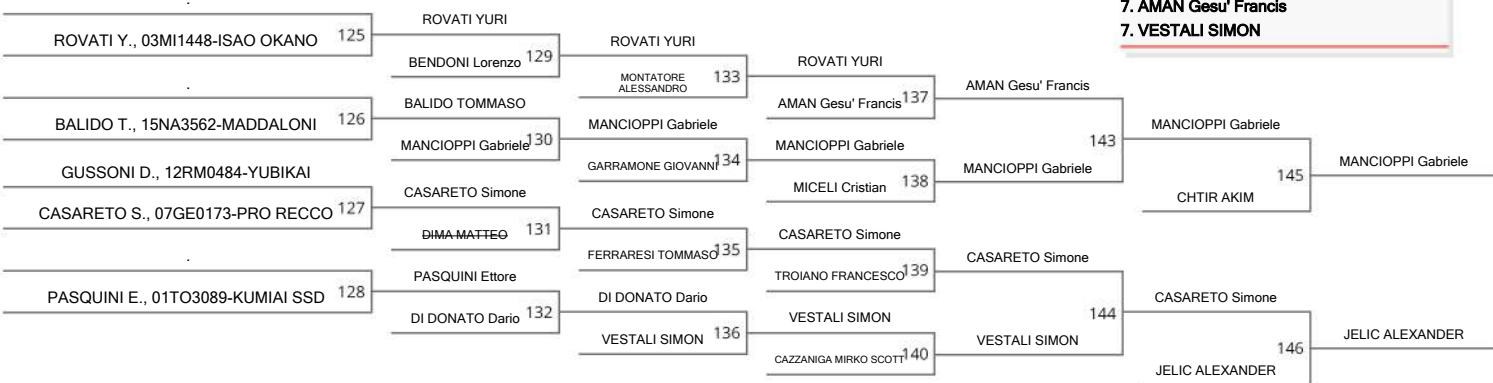 7. AMAN Gesu' Francis
7. VESTALI SIMON
.
ROVATI Y., 03MI1448-ISAO OKANO
125
.
BALIDO T., 15NA3562-MADDALONI
126
GUSSONI D., 12RM0484-YUBIKAI
CASARETO S., 07GE0173-PRO RECCO
127
.
PASQUINI E., 01TO3089-KUMIAI SSD
128
ROVATI YURI
BENDONI Lorenzo
129
BALIDO TOMMASO
MANCIOPPI Gabriele
130
CASARETO Simone
DIMA MATTEO
131
PASQUINI Ettore
DI DONATO Dario
132
ROVATI YURI
MONTATORE
ALESSANDRO
133
MANCIOPPI Gabriele
GARRAMONE GIOVANNI
134
CASARETO Simone
FERRARESI TOMMASO
135
DI DONATO Dario
VESTALI SIMON
136
ROVATI YURI
AMAN Gesu' Francis
137
MANCIOPPI Gabriele
MICELI Cristian
138
CASARETO Simone
TROIANO FRANCESCO
139
VESTALI SIMON
CAZZANIGA MIRKO SCOTT
140
AMAN Gesu' Francis
143
MANCIOPPI Gabriele
CASARETO Simone
144
VESTALI SIMON
MANCIOPPI Gabriele
145
CHTIR AKIM
CASARETO Simone
146
JELIC ALEXANDER
MANCIOPPI Gabriele
JELIC ALEXANDER